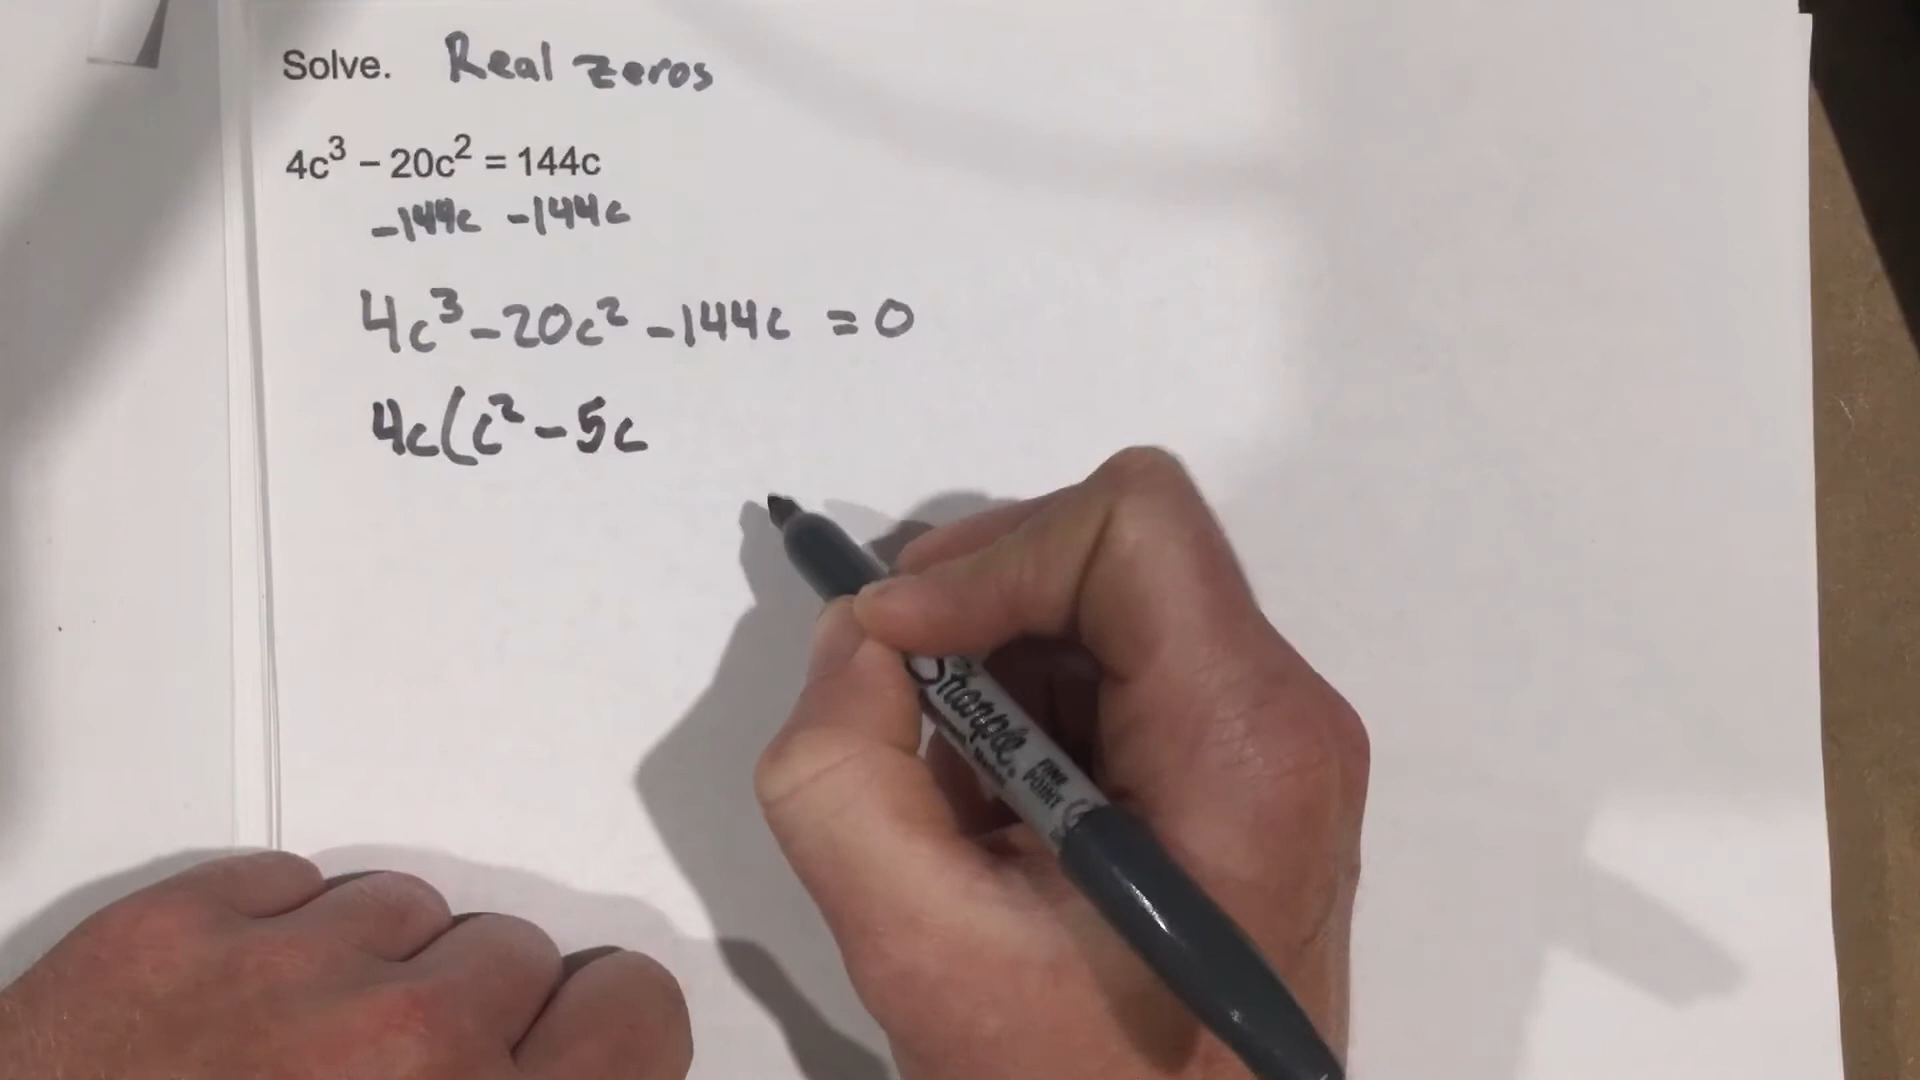 Solve. Real zeros
4c³ – 20c² = 144c
-144c -144c
4c³ -20c² -144c = 0
4c(c² - 5c
Sharpie.
FINE
POINT